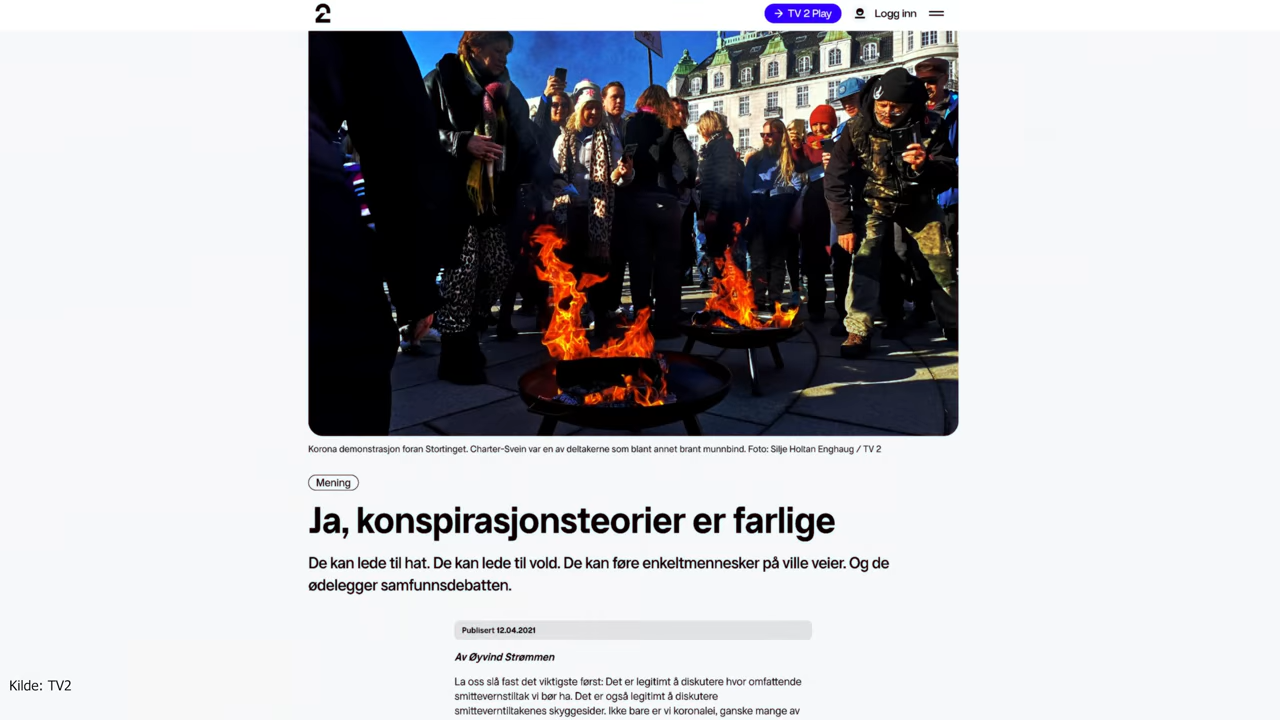 2
TV 2 Play
Logg inn
Korona demonstrasjon foran Stortinget. Charter-Svein var en av deltakerne som blant annet brant munnbind. Foto: Silje Holtan Enghaug / TV 2
Mening
Ja, konspirasjonsteorier er farlige
De kan lede til hat. De kan lede til vold. De kan føre enkeltmennesker på ville veier. Og de
ødelegger samfunnsdebatten.
Publisert 12.04.2021
Av Øyvind Strømmen
La oss slå fast det viktigste først: Det er legitimt å diskutere hvor omfattende
smittevernstiltak vi bør ha. Det er også legitimt å diskutere
smitteverntiltakenes skyggesider. Ikke bare er vi koronalei, ganske mange av
Kilde: TV2